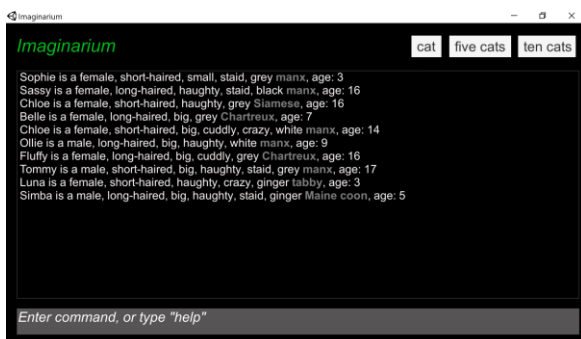 Imaginarium
Imaginarium
cat
five cats
ten cats
Sophie is a female, short-haired, small, staid, grey manx, age: 3
Sassy is a female, long-haired, haughty, staid, black manx, age: 16
Chloe is a female, short-haired, haughty, grey Siamese, age: 16
Belle is a female, long-haired, big, grey Chartreux, age: 7
Chloe is a female, short-haired, big, cuddly, crazy, white manx, age: 14
Ollie is a male, long-haired, big, haughty, white manx, age: 9
Fluffy is a female, long-haired, big, cuddly, grey Chartreux, age: 16
Tommy is a male, short-haired, big, haughty, staid, grey manx, age: 17
Luna is a female, short-haired, haughty, crazy, ginger tabby, age: 3
Simba is a male, long-haired, big, haughty, staid, ginger Maine coon, age: 5
Enter command, or type "help"